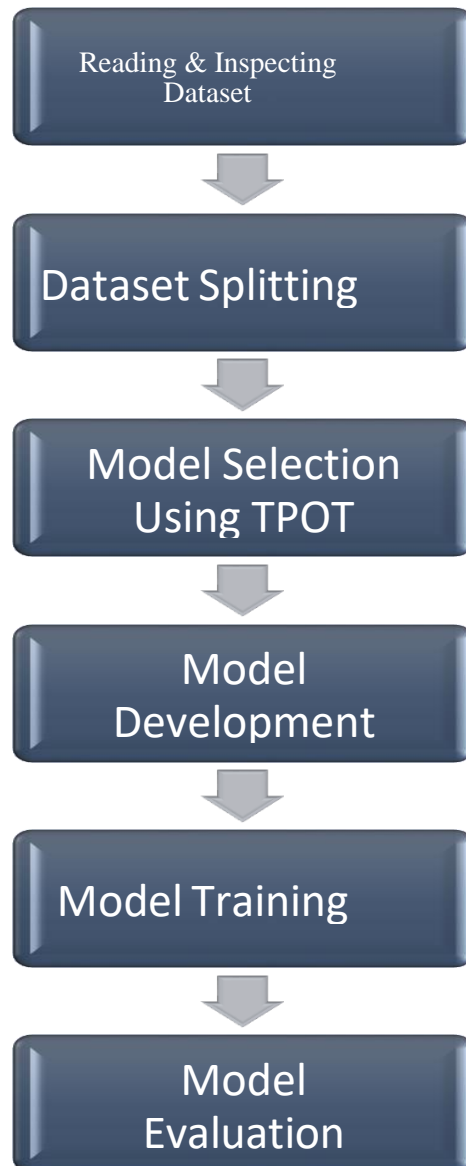 Reading & Inspecting
Dataset
Dataset Splitting
Model Selection
Using TPOT
Model
Development
Model Training
Model
Evaluation